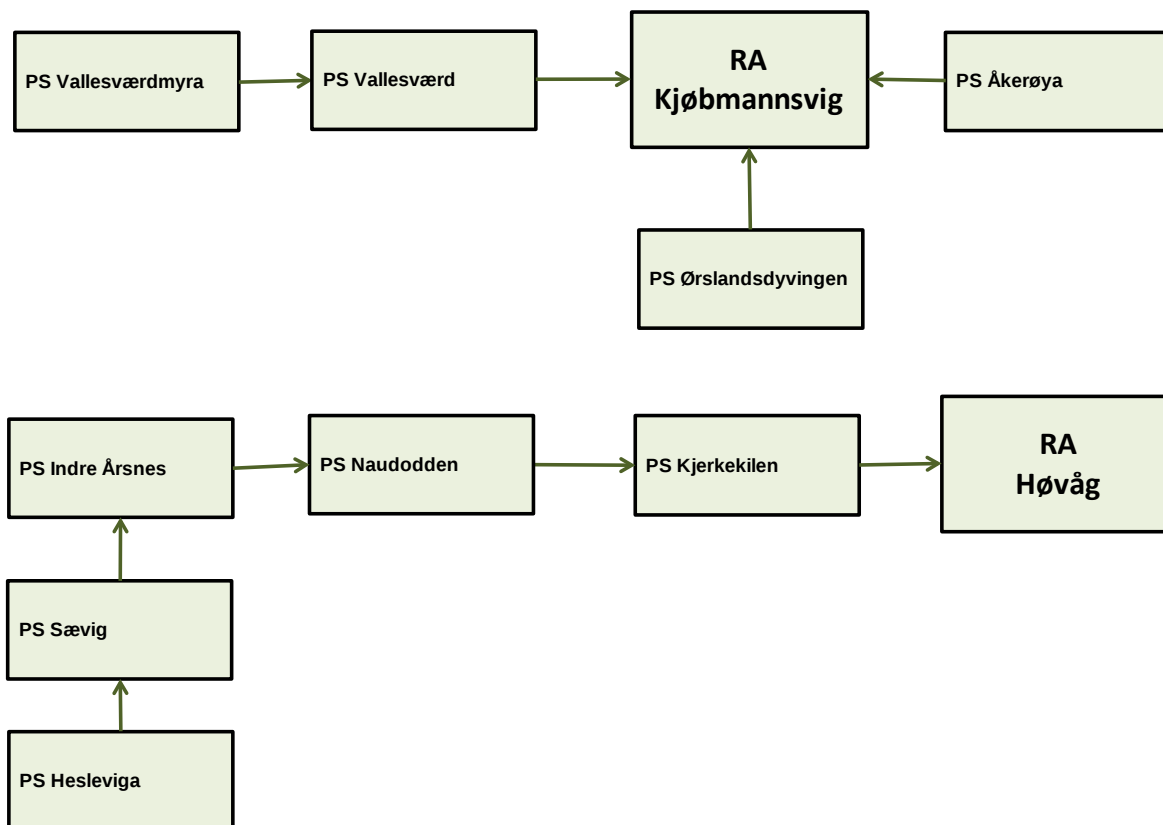 PS Vallesværdmyra
PS Vallesværd
RA
Kjøbmannsvig
PS Åkerøya
PS Ørslandsdyvingen
PS Indre Årsnes
PS Naudodden
PS Kjerkekilen
RA
Høvåg
PS Sævig
PS Hesleviga